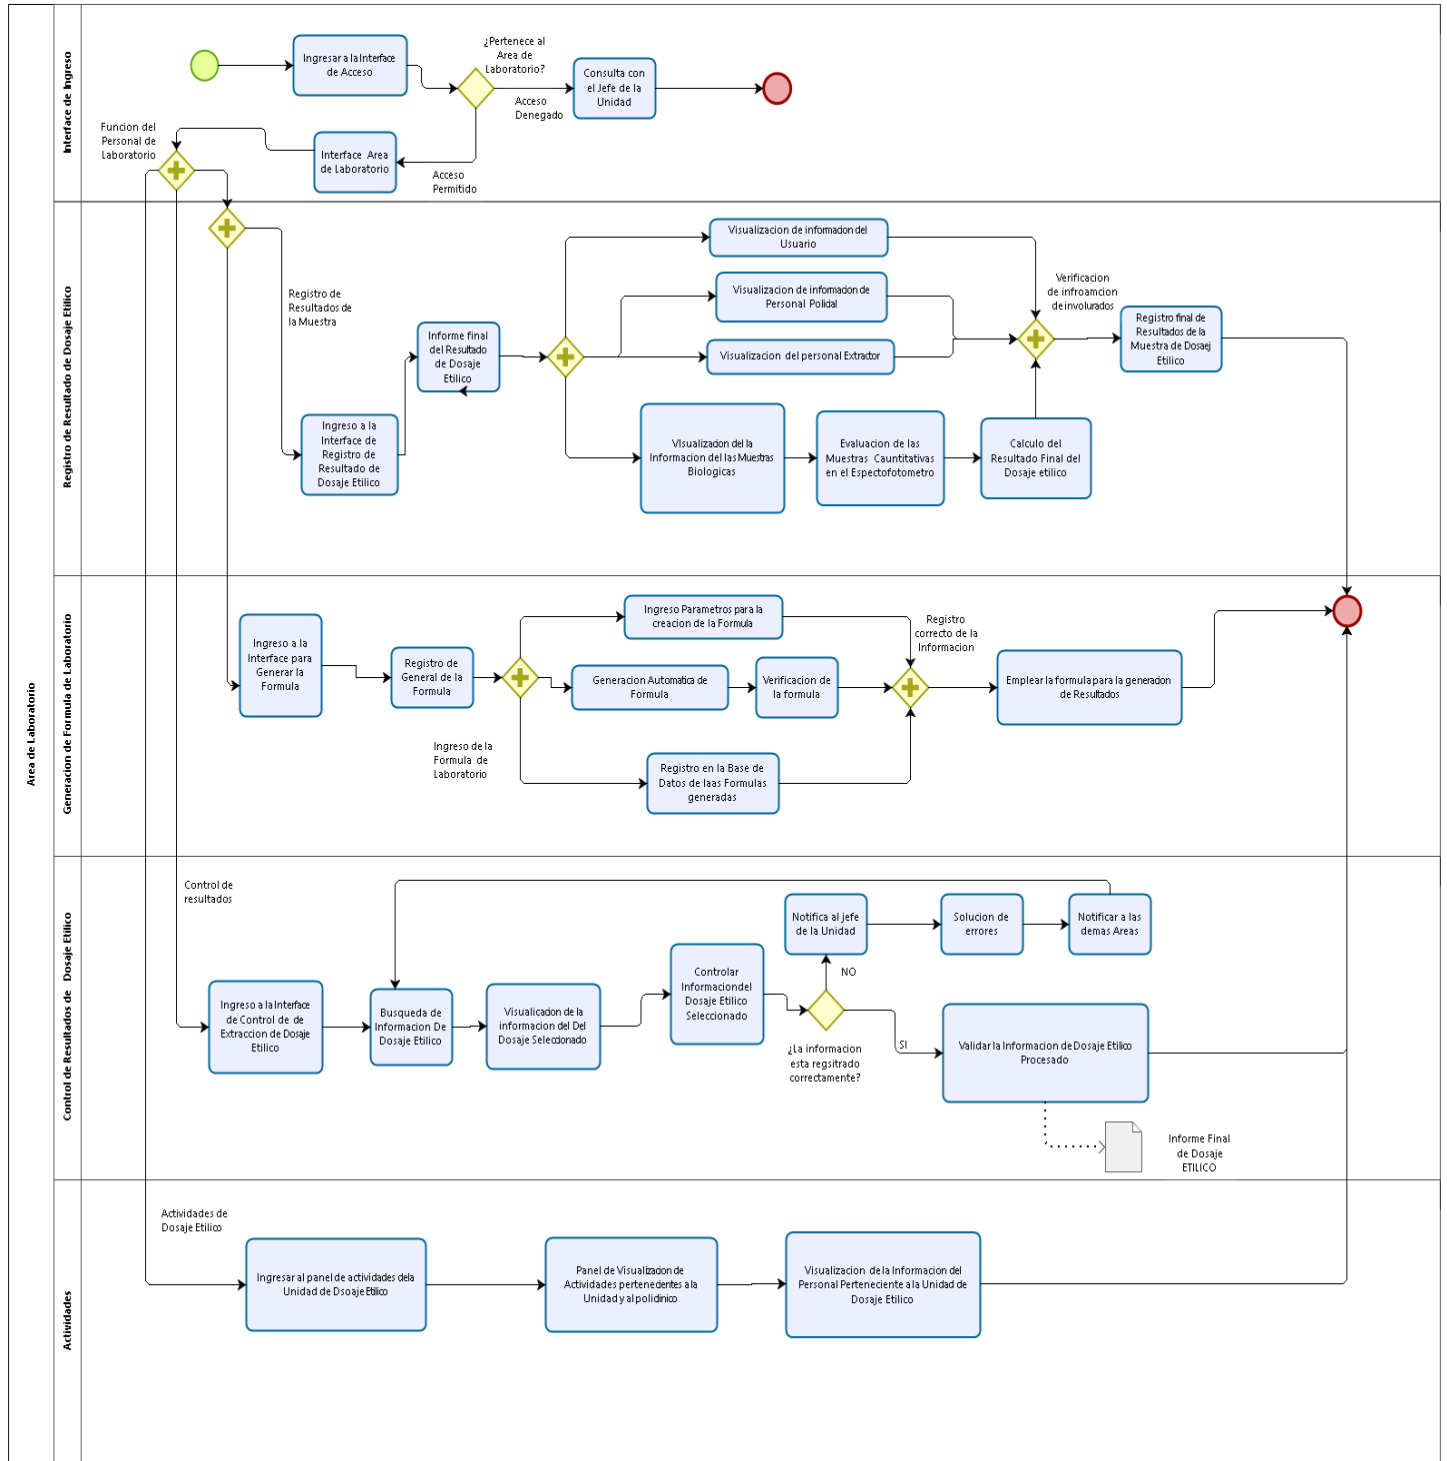 Area de Laboratorio
Interface de Ingreso
¿Pertenece al
Area de
Laboratorio?
Ingresar a la Interface
de Acceso
Consulta con
el Jefe de la
Unidad
Acceso
Denegado
Funcion del
Personal de
Laboratorio
Interface Area
de Laboratorio
Acceso
Permitido
Registro de Resultado de Dosaje Etilico
Visualizacion de informacion del
Usuario
Visualizacion de informacion de
Personal Policial
Verificacion
de infroamcion
de involurados
Registro de
Resultados de
la Muestra
Informe final
del Resultado
de Dosaje
Etilico
Visualizacion del personal Extractor
Registro final de
Resultados de la
Muestra de Dosaej
Etilico
Ingreso a la
Interface de
Registro de
Resultado de
Dosaje Etilico
VIsualizacion del la
Informacion del las Muestras
Biologicas
Evaluacion de las
Muestras Cauntitativas
en el Espectofotometro
Calculo del
Resultado Final del
Dosaje etilico
Generacion de Formula de Laboratorio
Ingreso Parametros para la
creacion de la Formula
Registro
correcto de la
Informacion
Ingreso a la
Interface para
Generar la
Formula
Registro de
General de la
Formula
Generacion Automatica de
Formula
Verificacion de
la formula
Emplear la formula para la generacion
de Resultados
Ingreso de la
Formula de
Laboratorio
Registro en la Base de
Datos de laas Formulas
generadas
Control de Resultados de Dosaje Etilico
Control de
resultados
Notifica al jefe
de la Unidad
Solucion de
errores
Notificar a las
demas Areas
NO
Ingreso a la Interface
de Control de de
Extraccion de Dosaje
Etilico
Busqueda de
Informacion De
Dosaje Etilico
Visualicacion de la
informacion del Del
Dosaje Seleccionado
Controlar
Informaciondel
Dosaje Etilico
Seleccionado
¿La informacion
esta regsitrado
correctamente?
SI
Validar la Informacion de Dosaje Etilico
Procesado
Informe Final
de Dosaje
ETILICO
Actividades
Actividades de
Dosaje Etilico
Ingresar al panel de actividades dela
Unidad de Dsoaje Etilico
Panel de Visualizacion de
Actividades pertenecientes a la
Unidad y al policlinico
Visualizacion de la Informacion del
Personal Perteneciente a la Unidad de
Dosaje Etilico